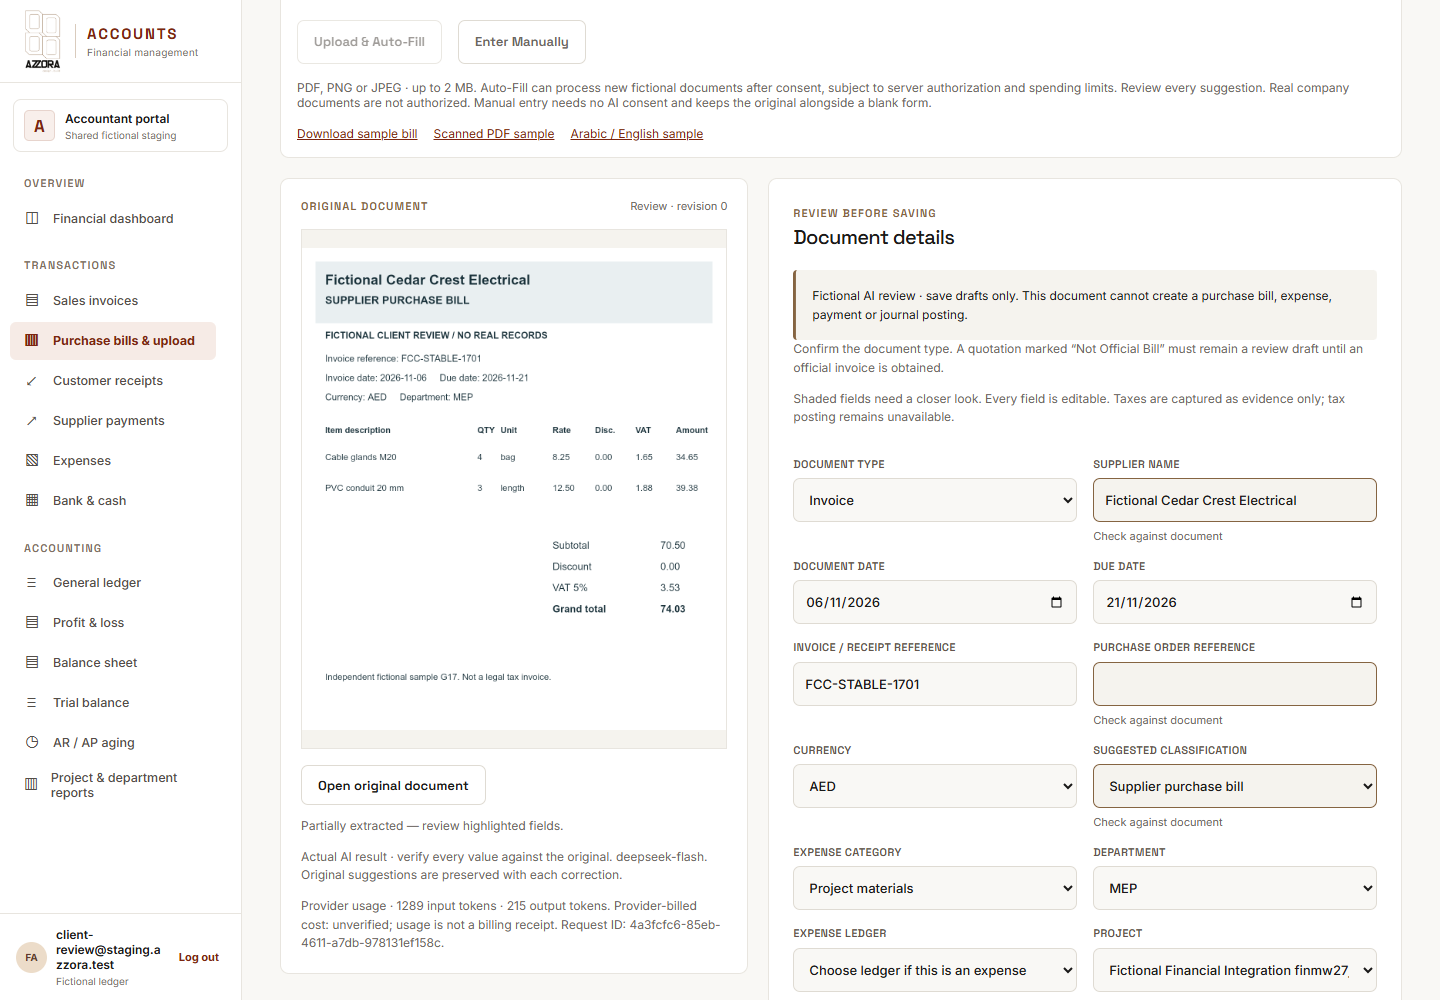 AZZORA
ACCOUNTS
Financial management
A
Accountant portal
Shared fictional staging
OVERVIEW
Financial dashboard
TRANSACTIONS
Sales invoices
Purchase bills & upload
Customer receipts
Supplier payments
Expenses
Bank & cash
ACCOUNTING
General ledger
Profit & loss
Balance sheet
Trial balance
AR / AP aging
Project & department
reports
FA
client-
review@staging.a
zzora.test
Fictional ledger
Log out
Upload & Auto-Fill
Enter Manually
PDF, PNG or JPEG · up to 2 MB. Auto-Fill can process new fictional documents after consent, subject to server authorization and spending limits. Review every suggestion. Real company
documents are not authorized. Manual entry needs no AI consent and keeps the original alongside a blank form.
Download sample bill Scanned PDF sample Arabic / English sample
ORIGINAL DOCUMENT
Review · revision 0
Fictional Cedar Crest Electrical
SUPPLIER PURCHASE BILL
FICTIONAL CLIENT REVIEW / NO REAL RECORDS
Invoice reference: FCC-STABLE-1701
Invoice date: 2026-11-06 Due date: 2026-11-21
Currency: AED Department: MEP
Item description QTY Unit Rate Disc. VAT Amount
Cable glands M20 4 bag 8.25 0.00 1.65 34.65
PVC conduit 20 mm 3 length 12.50 0.00 1.88 39.38
Subtotal 70.50
Discount 0.00
VAT 5% 3.53
Grand total 74.03
Independent fictional sample G17. Not a legal tax invoice.
Open original document
Partially extracted — review highlighted fields.
Actual AI result · verify every value against the original. deepseek-flash.
Original suggestions are preserved with each correction.
Provider usage · 1289 input tokens · 215 output tokens. Provider-billed
cost: unverified; usage is not a billing receipt. Request ID: 4a3fcfc6-85eb-
4611-a7db-978131ef158c.
REVIEW BEFORE SAVING
Document details
Fictional AI review · save drafts only. This document cannot create a purchase bill, expense,
payment or journal posting.
Confirm the document type. A quotation marked “Not Official Bill” must remain a review draft until an
official invoice is obtained.
Shaded fields need a closer look. Every field is editable. Taxes are captured as evidence only; tax
posting remains unavailable.
DOCUMENT TYPE
Invoice
SUPPLIER NAME
Fictional Cedar Crest Electrical
Check against document
DOCUMENT DATE
06/11/2026
DUE DATE
21/11/2026
INVOICE / RECEIPT REFERENCE
FCC-STABLE-1701
PURCHASE ORDER REFERENCE
Check against document
CURRENCY
AED
SUGGESTED CLASSIFICATION
Supplier purchase bill
Check against document
EXPENSE CATEGORY
Project materials
DEPARTMENT
MEP
EXPENSE LEDGER
Choose ledger if this is an expense
PROJECT
Fictional Financial Integration finmw27